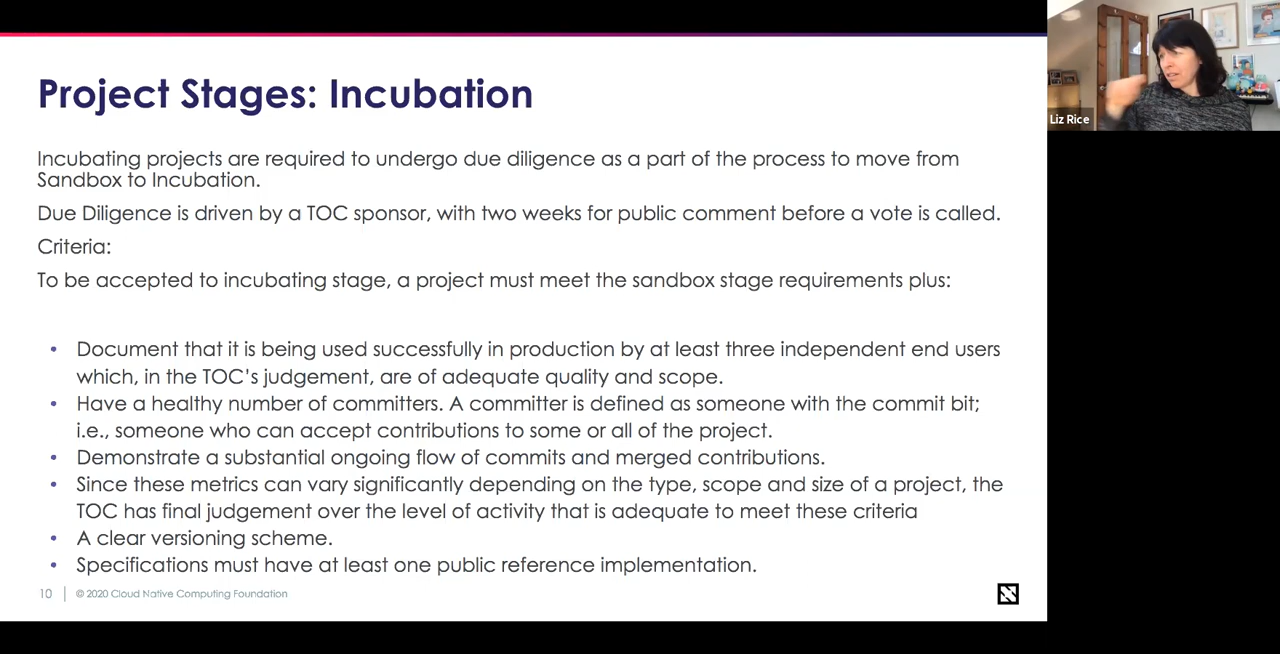 Project Stages: Incubation
Incubating projects are required to undergo due diligence as a part of the process to move from
Sandbox to Incubation.
Due Diligence is driven by a TOC sponsor, with two weeks for public comment before a vote is called.
Criteria:
To be accepted to incubating stage, a project must meet the sandbox stage requirements plus:
• Document that it is being used successfully in production by at least three independent end users
which, in the TOC’s judgement, are of adequate quality and scope.
• Have a healthy number of committers. A committer is defined as someone with the commit bit;
i.e., someone who can accept contributions to some or all of the project.
• Demonstrate a substantial ongoing flow of commits and merged contributions.
• Since these metrics can vary significantly depending on the type, scope and size of a project, the
TOC has final judgement over the level of activity that is adequate to meet these criteria
• A clear versioning scheme.
• Specifications must have at least one public reference implementation.
10 | © 2020 Cloud Native Computing Foundation
Liz Rice